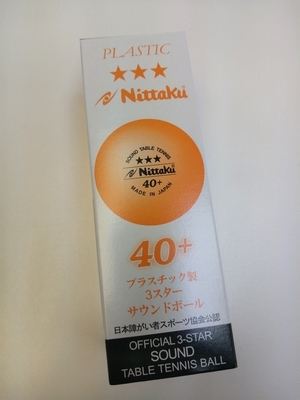 PLASTIC
★★★
Nittaku
SOUND TABLE TENNIS
★★★
Nittaku
40+
MADE IN JAPAN
40+
プラスチック製
3スター
サウンドボール
日本障がい者スポーツ協会公認
OFFICIAL 3-STAR
SOUND
TABLE TENNIS BALL